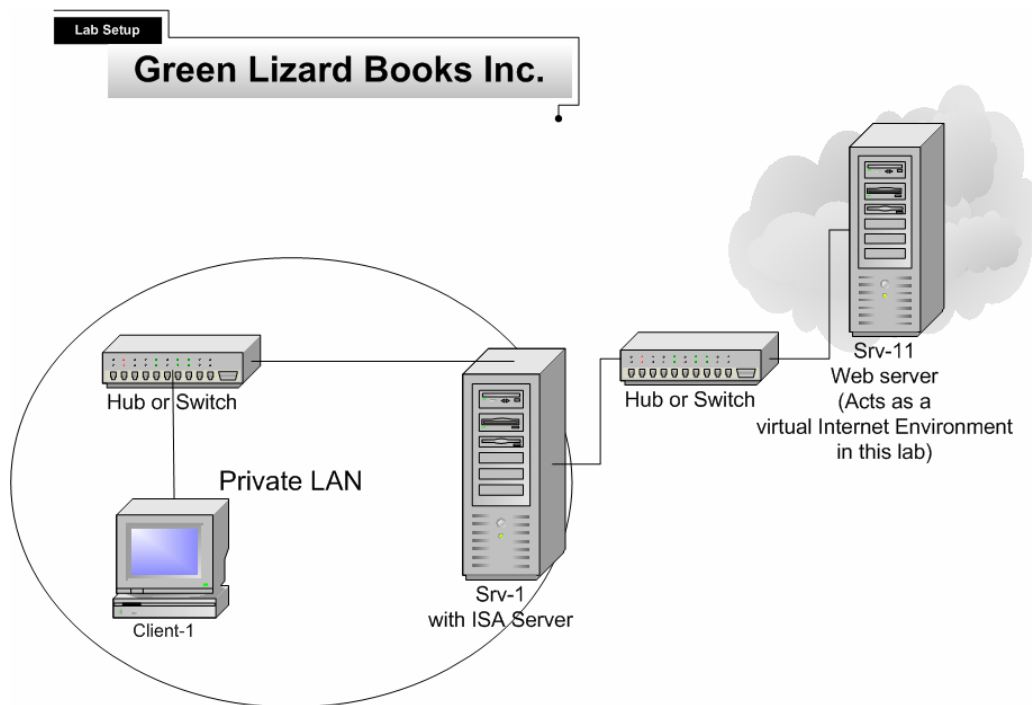 Lab Setup
Green Lizard Books Inc.
Hub or Switch
Private LAN
Client-1
Srv-1
with ISA Server
Hub or Switch
Srv-11
Web server
(Acts as a
virtual Internet Environment
in this lab)